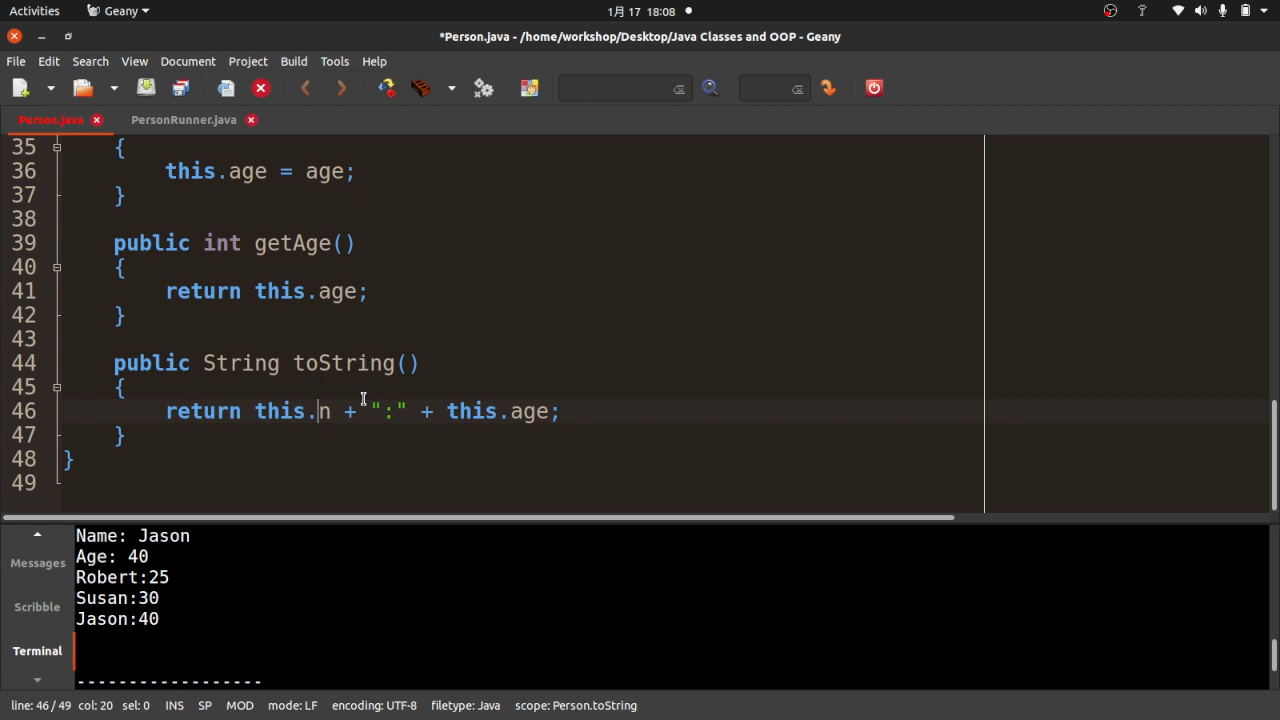 Activities Geany 1月 17 18:08
*Person.java - /home/workshop/Desktop/Java Classes and OOP - Geany
File Edit Search View Document Project Build Tools Help
Person.java PersonRunner.java
35 {
36 this.age = age;
37 }
38
39 public int getAge()
40 {
41 return this.age;
42 }
43
44 public String toString()
45 {
46 return this.n + ":" + this.age;
47 }
48 }
49
Messages
Scribble
Terminal
Name: Jason
Age: 40
Robert:25
Susan:30
Jason:40
------------------
line: 46 / 49 col: 20 sel: 0 INS SP MOD mode: LF encoding: UTF-8 filetype: Java scope: Person.toString